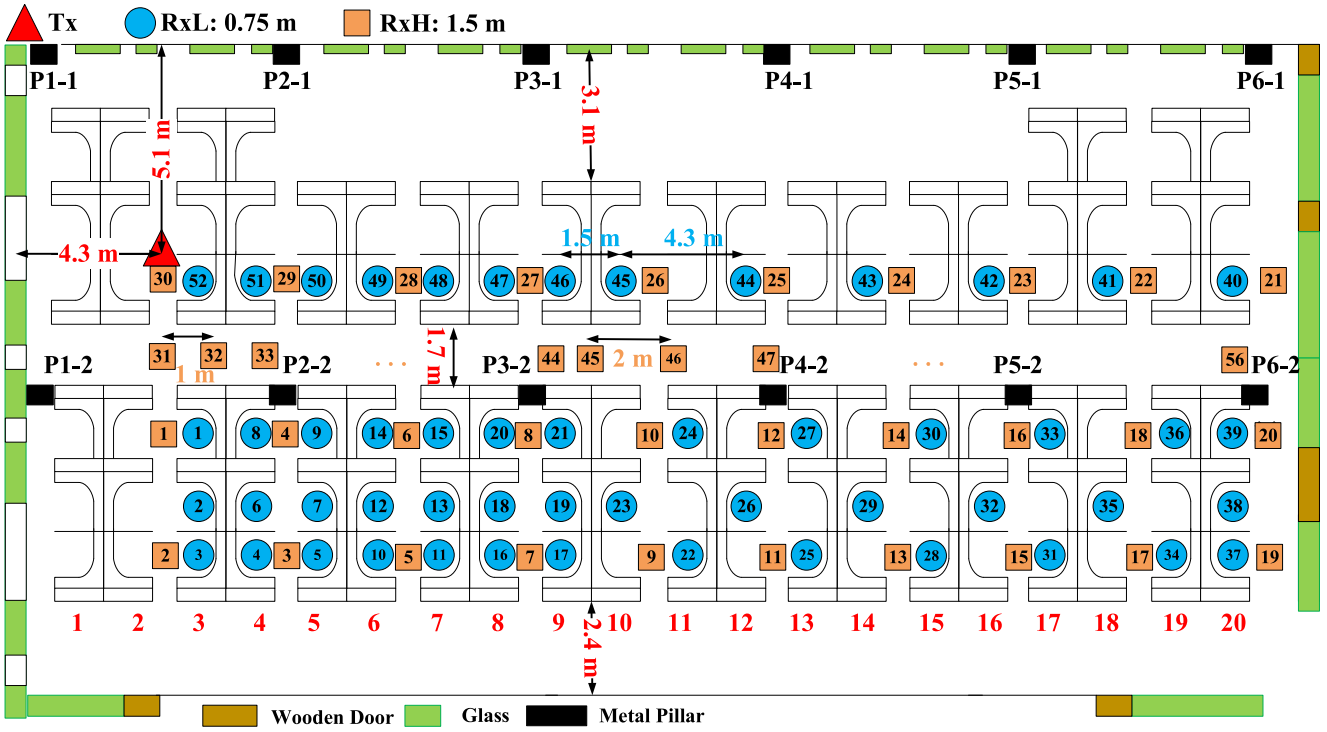 Tx RxL: 0.75 m RxH: 1.5 m
P1-1 P2-1 P3-1 P4-1 P5-1 P6-1
5.1 m 3.1 m
4.3 m 1.5 m 4.3 m
30 52 51 29 50 49 28 48 47 27 46 45 26 44 25 43 24 42 23 41 22 40 21
1.7 m
31 32 33 ... 44 45 2 m 46 47 ... 56
1 m
P1-2 P2-2 P3-2 P4-2 P5-2 P6-2
1 1 8 4 9 14 6 15 20 8 21 10 24 12 27 14 30 16 33 18 36 39 20
2 6 7 12 13 18 19 23 26 29 32 35 38
2 3 4 3 5 10 5 11 16 7 17 9 22 11 25 13 28 15 31 17 34 37 19
1 2 3 4 5 6 7 8 9 10 11 12 13 14 15 16 17 18 19 20
2.4 m
Wooden Door Glass Metal Pillar